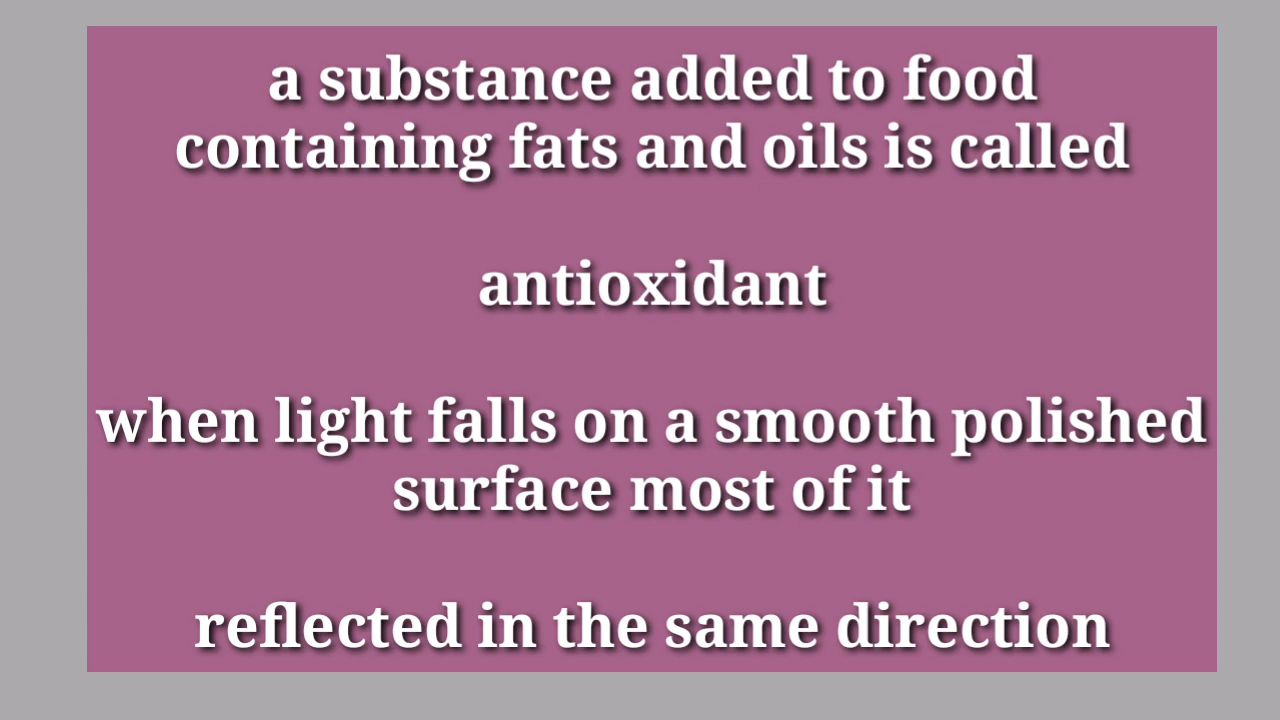 a substance added to food
containing fats and oils is called
antioxidant
when light falls on a smooth polished
surface most of it
reflected in the same direction